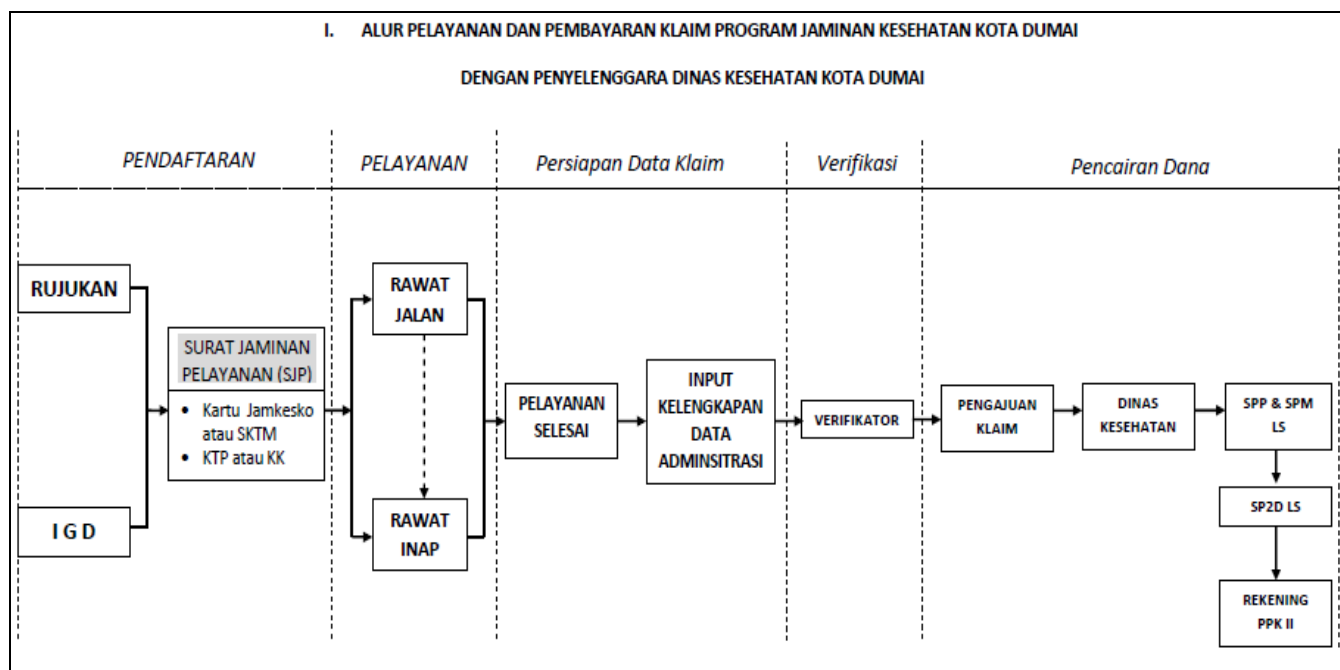 I. ALUR PELAYANAN DAN PEMBAYARAN KLAIM PROGRAM JAMINAN KESEHATAN KOTA DUMAI
DENGAN PENYELENGGARA DINAS KESEHATAN KOTA DUMAI
PENDAFTARAN
PELAYANAN
Persiapan Data Klaim
Verifikasi
Pencairan Dana
RUJUKAN
I G D
SURAT JAMINAN
PELAYANAN (SJP)
• Kartu Jamkesko
atau SKTM
• KTP atau KK
RAWAT
JALAN
RAWAT
INAP
PELAYANAN
SELESAI
INPUT
KELENGKAPAN
DATA
ADMINSITRASI
VERIFIKATOR
PENGAJUAN
KLAIM
DINAS
KESEHATAN
SPP & SPM
LS
SP2D LS
REKENING
PPK II